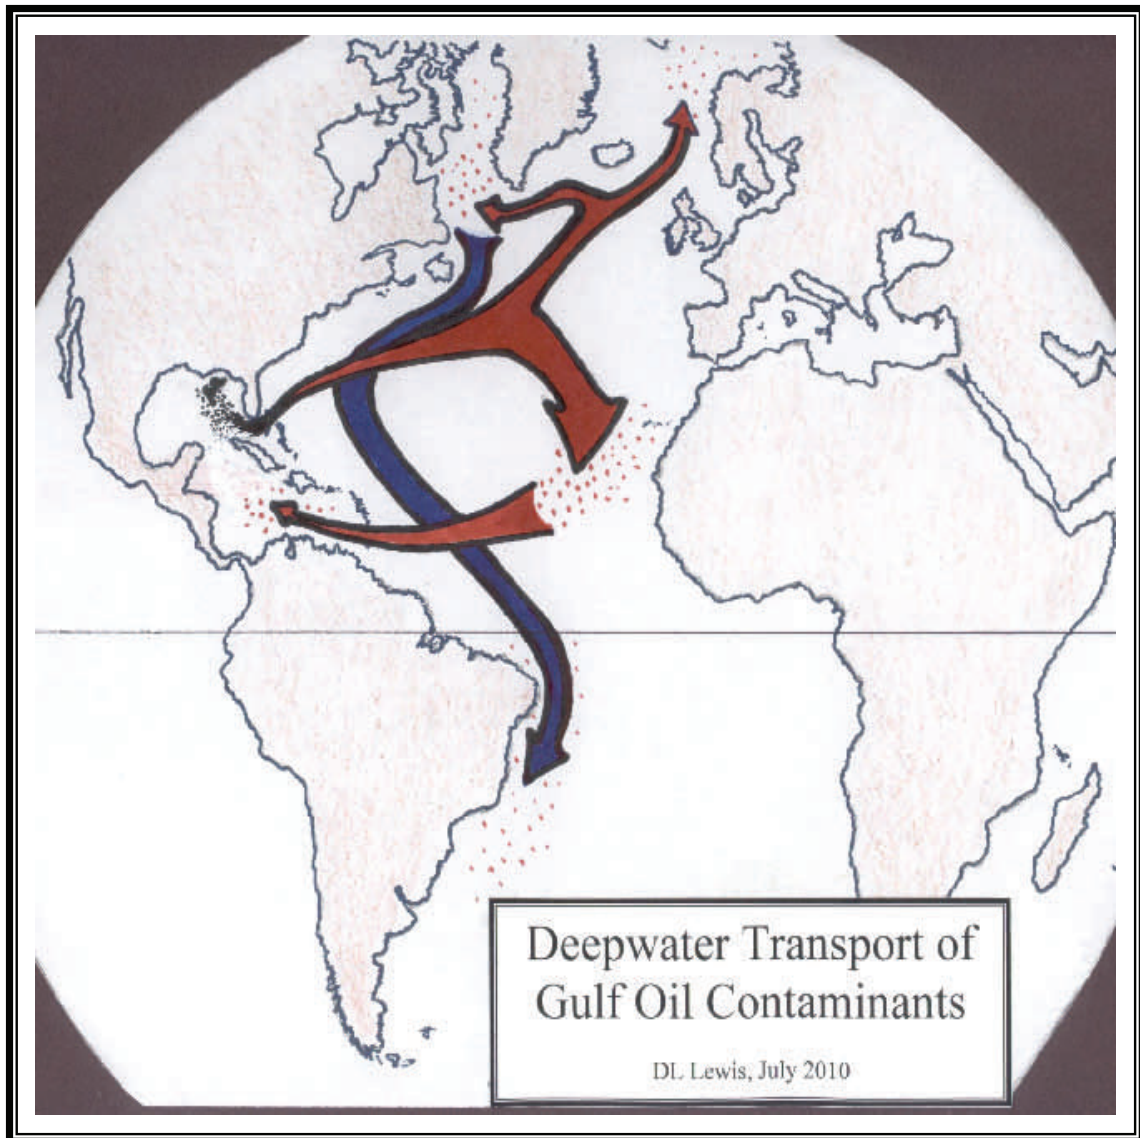 Deepwater Transport of
Gulf Oil Contaminants
DL Lewis, July 2010